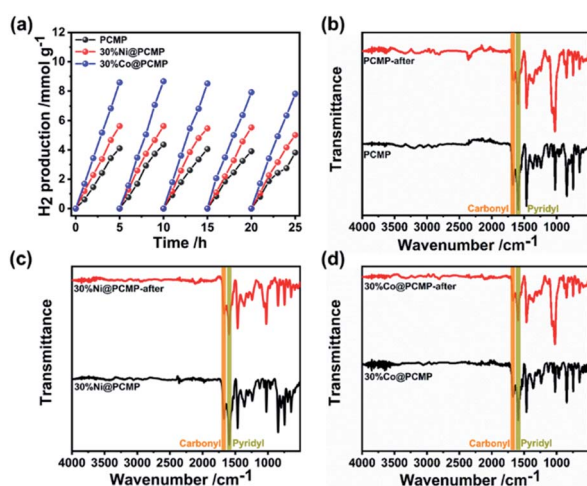 (a)
PCMP
30%Ni@PCMP
30%Co@PCMP
H2 production /mmol g-1
12
10
8
6
4
2
0
0 5 10 15 20 25
Time /h
(b)
PCMP-after
PCMP
Carbonyl
Pyridyl
Transmittance
4000 3500 3000 2500 2000 1500 1000
Wavenumber /cm-1
(c)
30%Ni@PCMP-after
30%Ni@PCMP
Carbonyl
Pyridyl
Transmittance
4000 3500 3000 2500 2000 1500 1000 500
Wavenumber /cm-1
(d)
30%Co@PCMP-after
30%Co@PCMP
Carbonyl
Pyridyl
Transmittance
4000 3500 3000 2500 2000 1500 1000
Wavenumber /cm-1